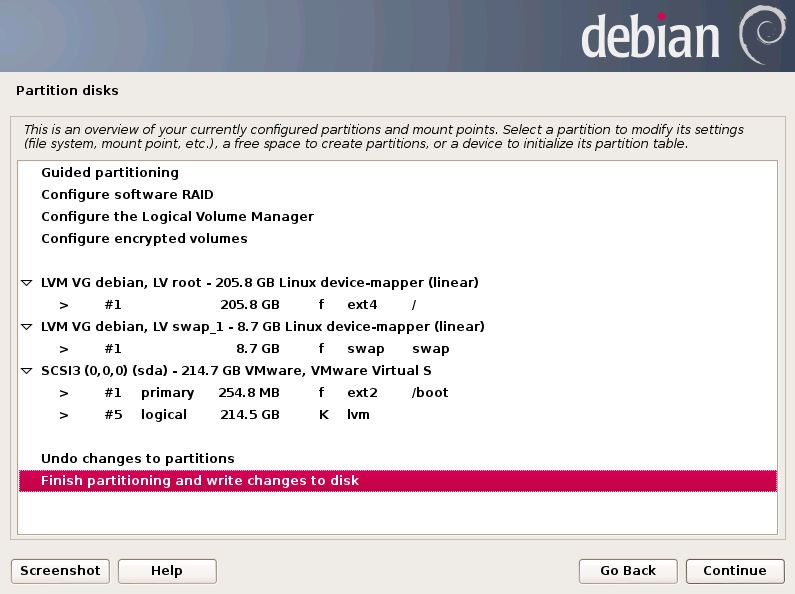 debian
Partition disks
This is an overview of your currently configured partitions and mount points. Select a partition to modify its settings
(file system, mount point, etc.), a free space to create partitions, or a device to initialize its partition table.
Guided partitioning
Configure software RAID
Configure the Logical Volume Manager
Configure encrypted volumes
LVM VG debian, LV root - 205.8 GB Linux device-mapper (linear)
> #1 205.8 GB f ext4 /
LVM VG debian, LV swap_1 - 8.7 GB Linux device-mapper (linear)
> #1 8.7 GB f swap swap
SCSI3 (0,0,0) (sda) - 214.7 GB VMware, VMware Virtual S
> #1 primary 254.8 MB f ext2 /boot
> #5 logical 214.5 GB K lvm
Undo changes to partitions
Finish partitioning and write changes to disk
Screenshot Help Go Back Continue